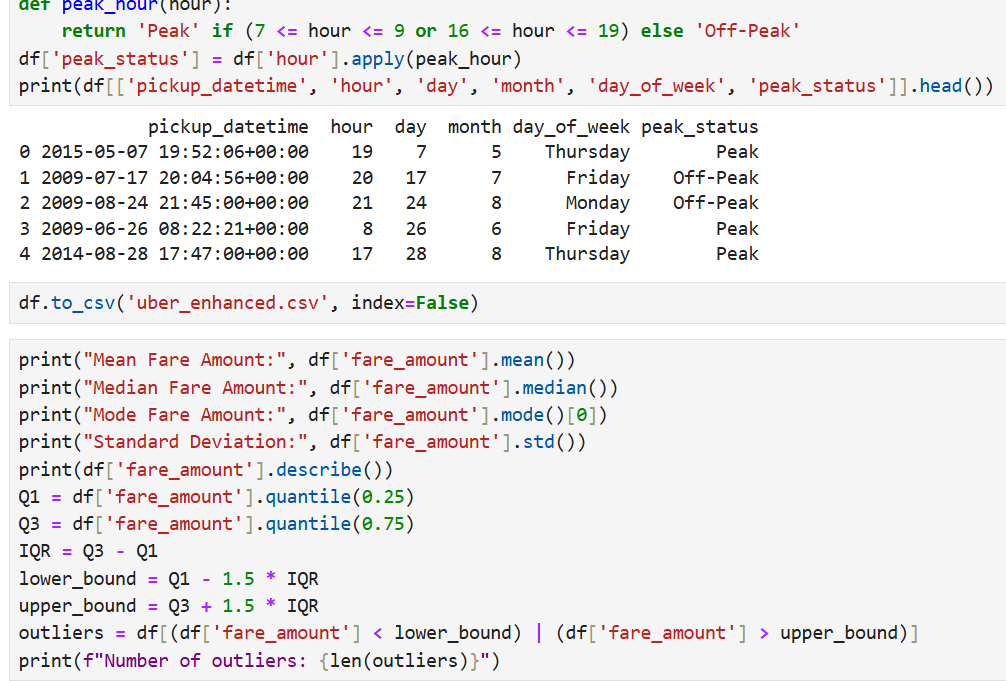 def peak_hour(hour):
    return 'Peak' if (7 <= hour <= 9 or 16 <= hour <= 19) else 'Off-Peak'
df['peak_status'] = df['hour'].apply(peak_hour)
print(df[['pickup_datetime', 'hour', 'day', 'month', 'day_of_week', 'peak_status']].head())
            pickup_datetime  hour  day  month day_of_week peak_status
0 2015-05-07 19:52:06+00:00    19    7      5    Thursday        Peak
1 2009-07-17 20:04:56+00:00    20   17      7      Friday    Off-Peak
2 2009-08-24 21:45:00+00:00    21   24      8      Monday    Off-Peak
3 2009-06-26 08:22:21+00:00     8   26      6      Friday        Peak
4 2014-08-28 17:47:00+00:00    17   28      8    Thursday        Peak
df.to_csv('uber_enhanced.csv', index=False)
print("Mean Fare Amount:", df['fare_amount'].mean())
print("Median Fare Amount:", df['fare_amount'].median())
print("Mode Fare Amount:", df['fare_amount'].mode()[0])
print("Standard Deviation:", df['fare_amount'].std())
print(df['fare_amount'].describe())
Q1 = df['fare_amount'].quantile(0.25)
Q3 = df['fare_amount'].quantile(0.75)
IQR = Q3 - Q1
lower_bound = Q1 - 1.5 * IQR
upper_bound = Q3 + 1.5 * IQR
outliers = df[(df['fare_amount'] < lower_bound) | (df['fare_amount'] > upper_bound)]
print(f"Number of outliers: {len(outliers)}")